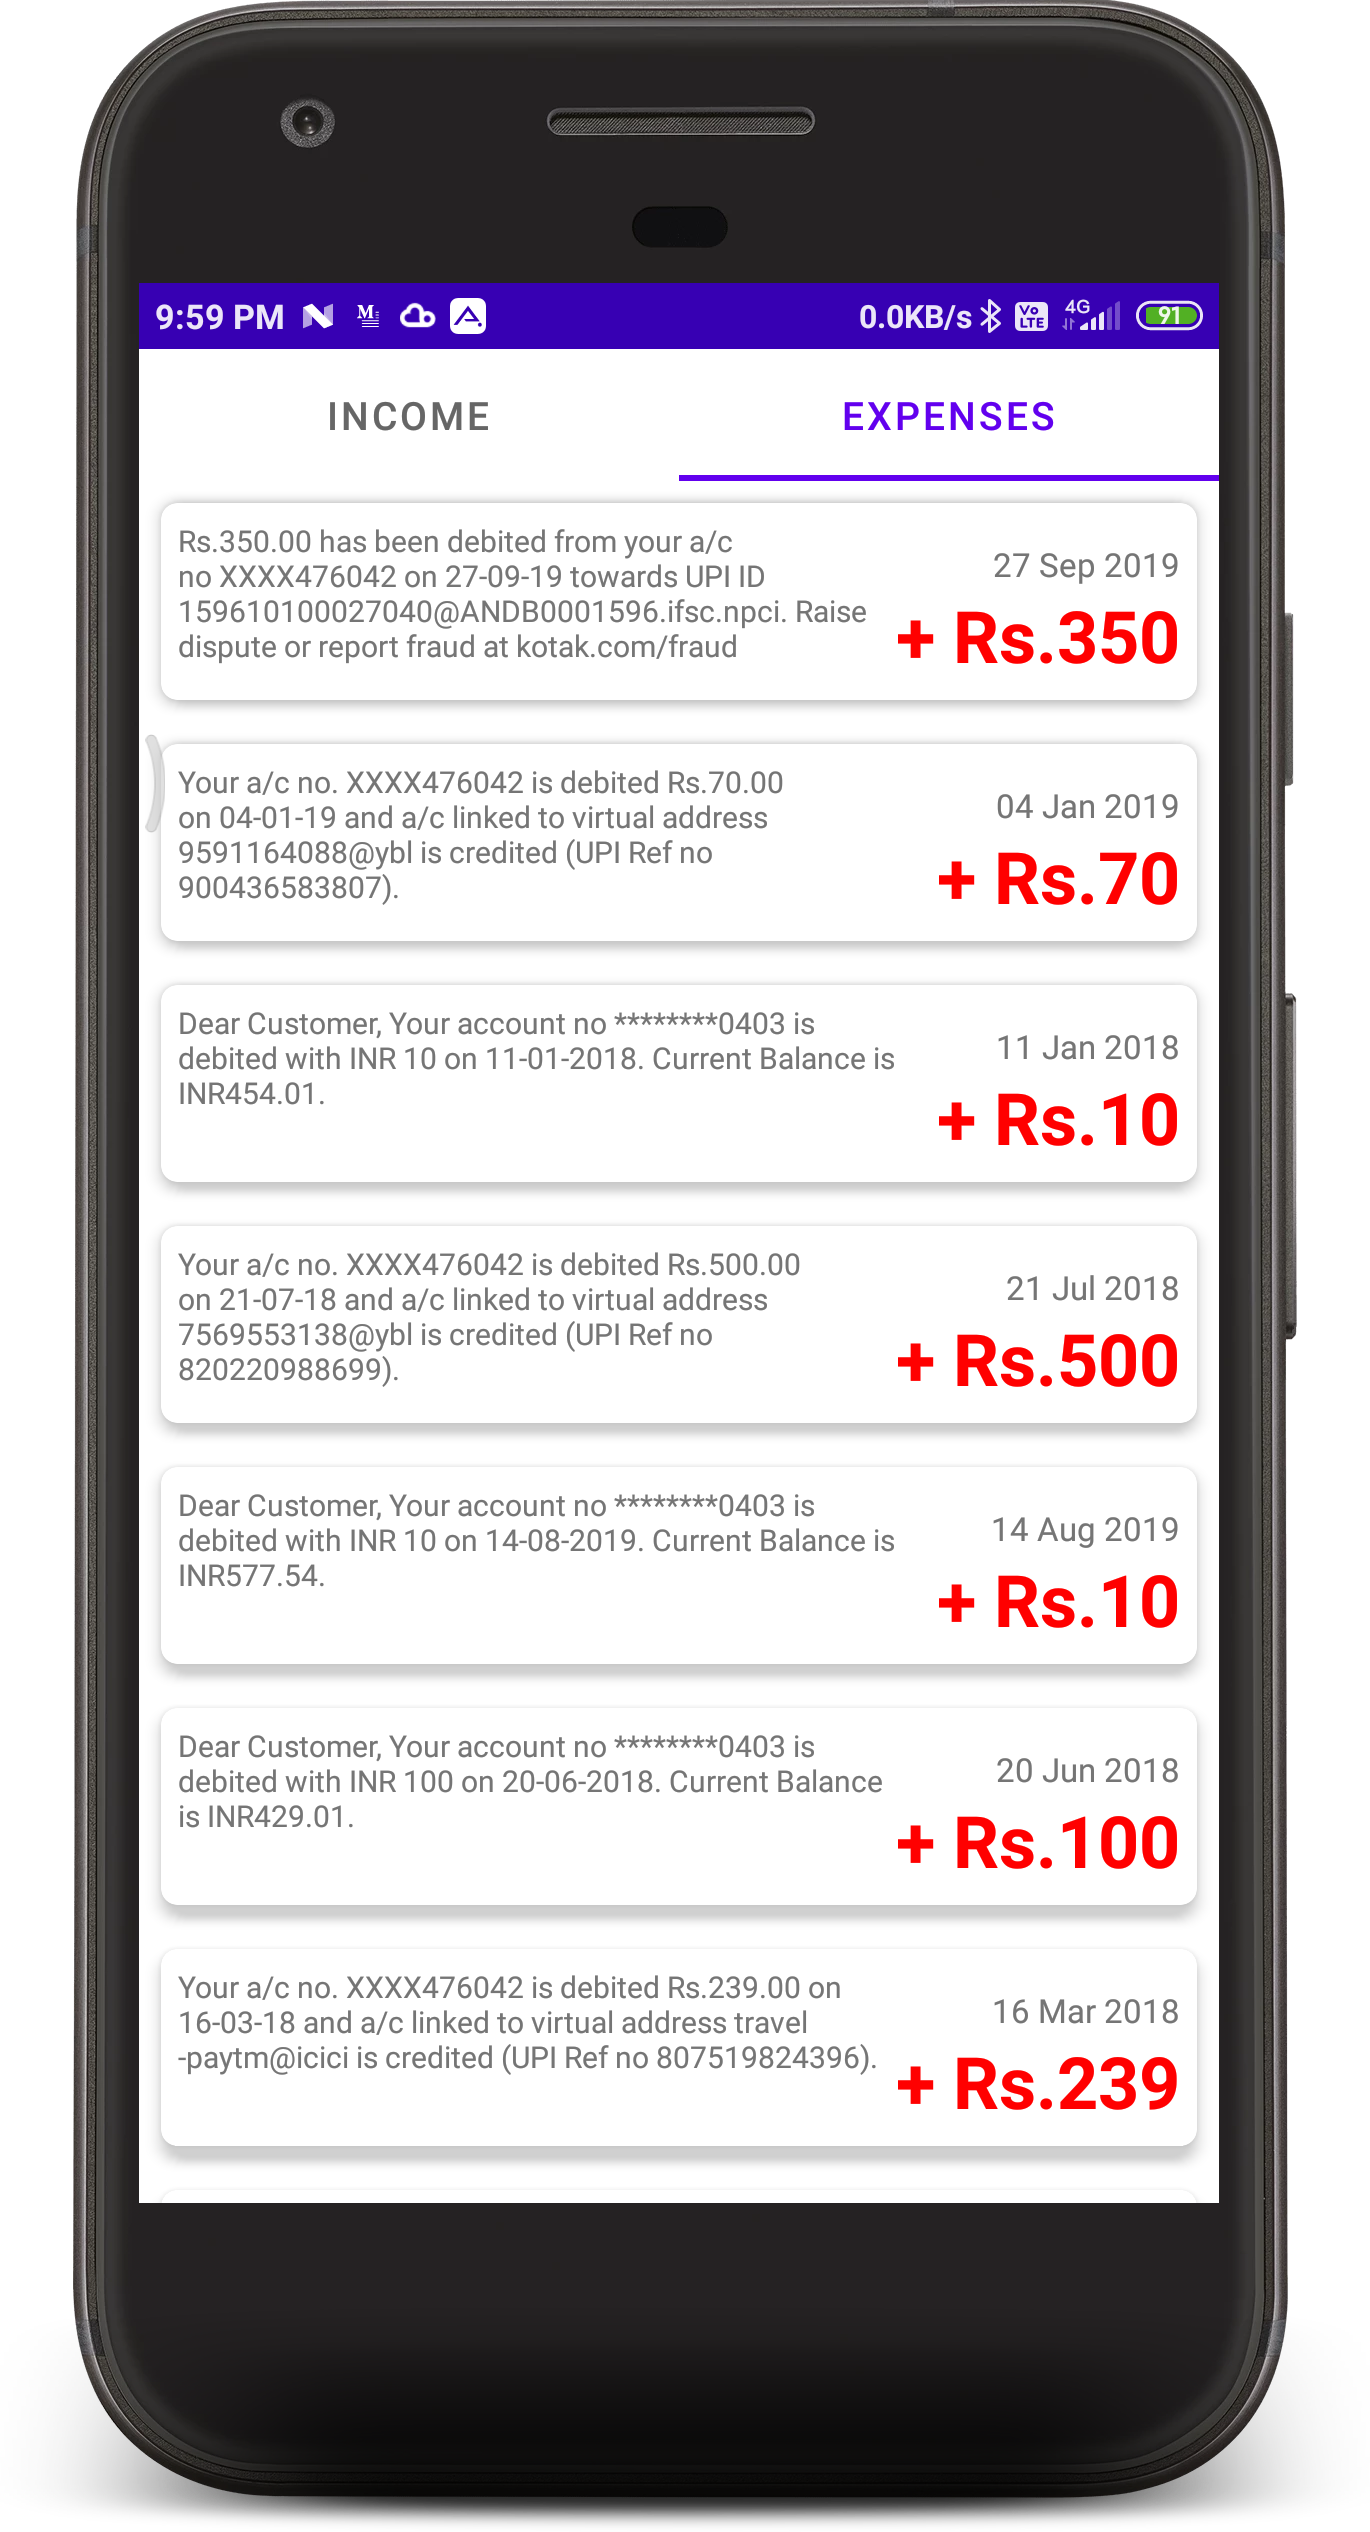 9:59 PM 0.0KB/s Vo LTE 4G 91
INCOME EXPENSES
Rs.350.00 has been debited from your a/c
no XXXX476042 on 27-09-19 towards UPI ID
159610100027040@ANDB0001596.ifsc.npci. Raise
dispute or report fraud at kotak.com/fraud
27 Sep 2019
+ Rs.350
Your a/c no. XXXX476042 is debited Rs.70.00
on 04-01-19 and a/c linked to virtual address
9591164088@ybl is credited (UPI Ref no
900436583807).
04 Jan 2019
+ Rs.70
Dear Customer, Your account no ********0403 is
debited with INR 10 on 11-01-2018. Current Balance is
INR454.01.
11 Jan 2018
+ Rs.10
Your a/c no. XXXX476042 is debited Rs.500.00
on 21-07-18 and a/c linked to virtual address
7569553138@ybl is credited (UPI Ref no
820220988699).
21 Jul 2018
+ Rs.500
Dear Customer, Your account no ********0403 is
debited with INR 10 on 14-08-2019. Current Balance is
INR577.54.
14 Aug 2019
+ Rs.10
Dear Customer, Your account no ********0403 is
debited with INR 100 on 20-06-2018. Current Balance
is INR429.01.
20 Jun 2018
+ Rs.100
Your a/c no. XXXX476042 is debited Rs.239.00 on
16-03-18 and a/c linked to virtual address travel
-paytm@icici is credited (UPI Ref no 807519824396).
16 Mar 2018
+ Rs.239